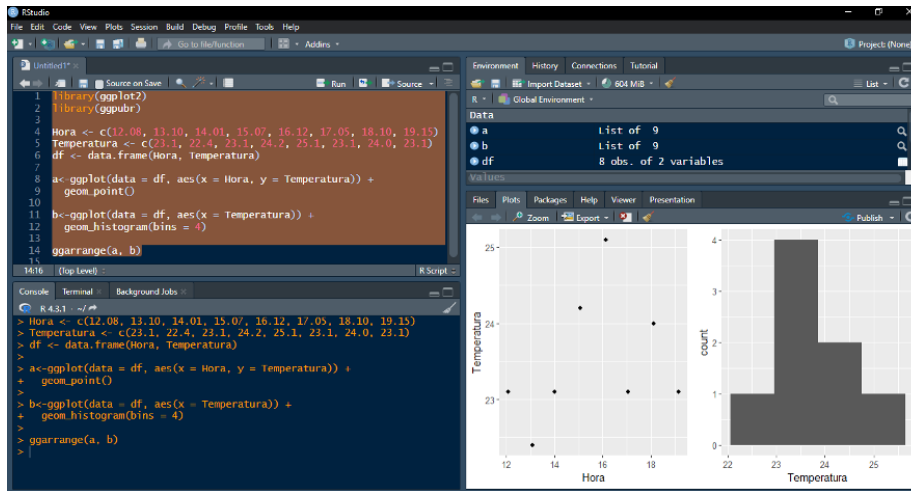 RStudio
File Edit Code View Plots Session Build Debug Profile Tools Help
Go to file/function Addins Project: (None)
Untitled1*
Source on Save Run Source
1 library(ggplot2)
2 library(ggpubr)
3
4 Hora <- c(12.08, 13.10, 14.01, 15.07, 16.12, 17.05, 18.10, 19.15)
5 Temperatura <- c(23.1, 22.4, 23.1, 24.2, 25.1, 23.1, 24.0, 23.1)
6 df <- data.frame(Hora, Temperatura)
7
8 a<-ggplot(data = df, aes(x = Hora, y = Temperatura)) +
9 geom_point()
10
11 b<-ggplot(data = df, aes(x = Temperatura)) +
12 geom_histogram(bins = 4)
13
14 ggarrange(a, b)
15
14:16 (Top Level) R Script
Console Terminal Background Jobs
R 4.3.1 · ~/
> Hora <- c(12.08, 13.10, 14.01, 15.07, 16.12, 17.05, 18.10, 19.15)
> Temperatura <- c(23.1, 22.4, 23.1, 24.2, 25.1, 23.1, 24.0, 23.1)
> df <- data.frame(Hora, Temperatura)
>
> a<-ggplot(data = df, aes(x = Hora, y = Temperatura)) +
+ geom_point()
>
> b<-ggplot(data = df, aes(x = Temperatura)) +
+ geom_histogram(bins = 4)
>
> ggarrange(a, b)
>
Environment History Connections Tutorial
Import Dataset 604 MiB List
R Global Environment
Data
a List of 9
b List of 9
df 8 obs. of 2 variables
Values
Files Plots Packages Help Viewer Presentation
Zoom Export Publish
25
24
23
Temperatura
12 14 16 18
Hora
4
3
2
1
0
count
22 23 24 25
Temperatura